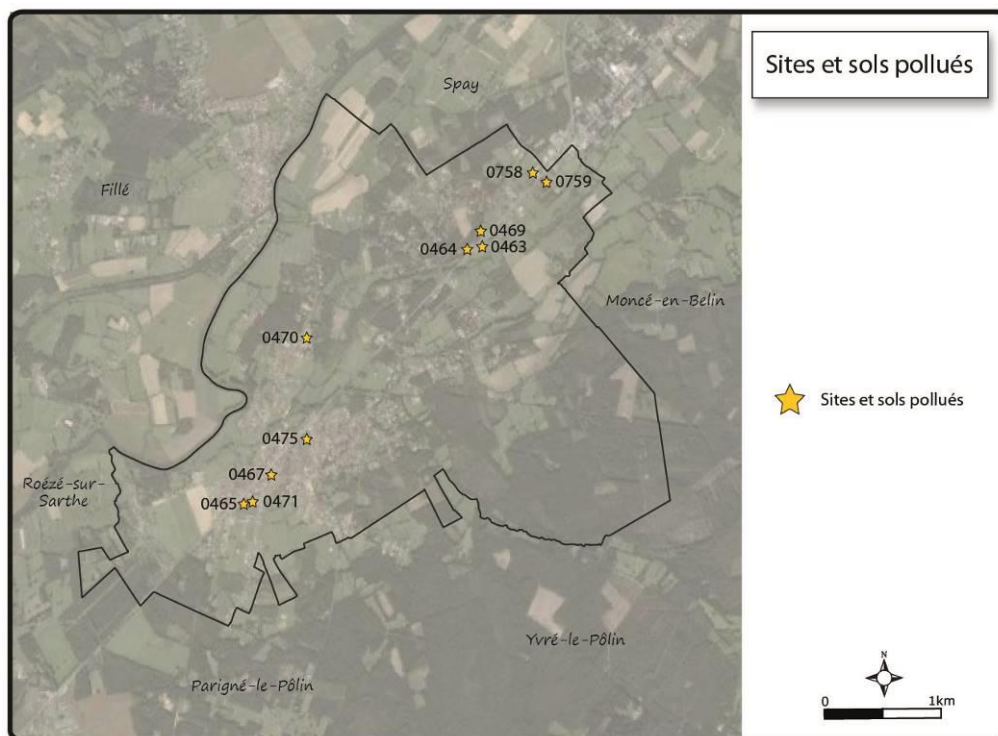 Sites et sols pollués
Spay
0758
0759
Fillé
0469
0464
0463
Moncé-en-Belin
0470
Sites et sols pollués
0475
0467
Roézé-sur-
Sarthe
0465
0471
Yvré-le-Pôlin
Parigné-le-Pôlin
N
0 1km